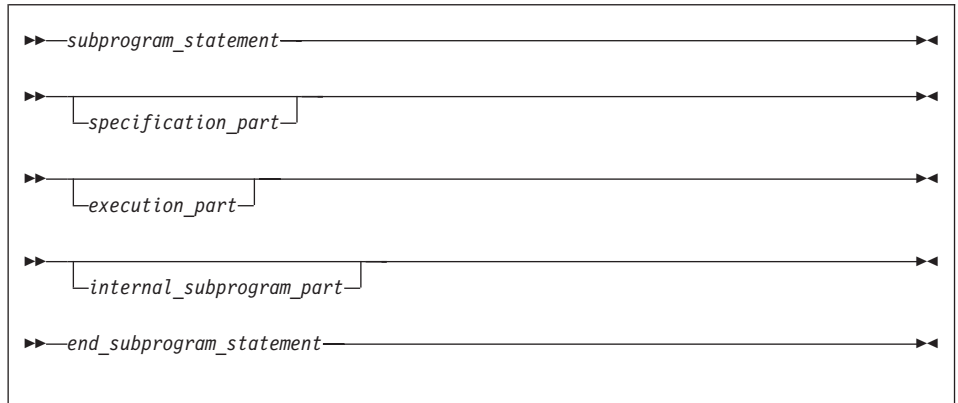 subprogram_statement
specification_part
execution_part
internal_subprogram_part
end_subprogram_statement